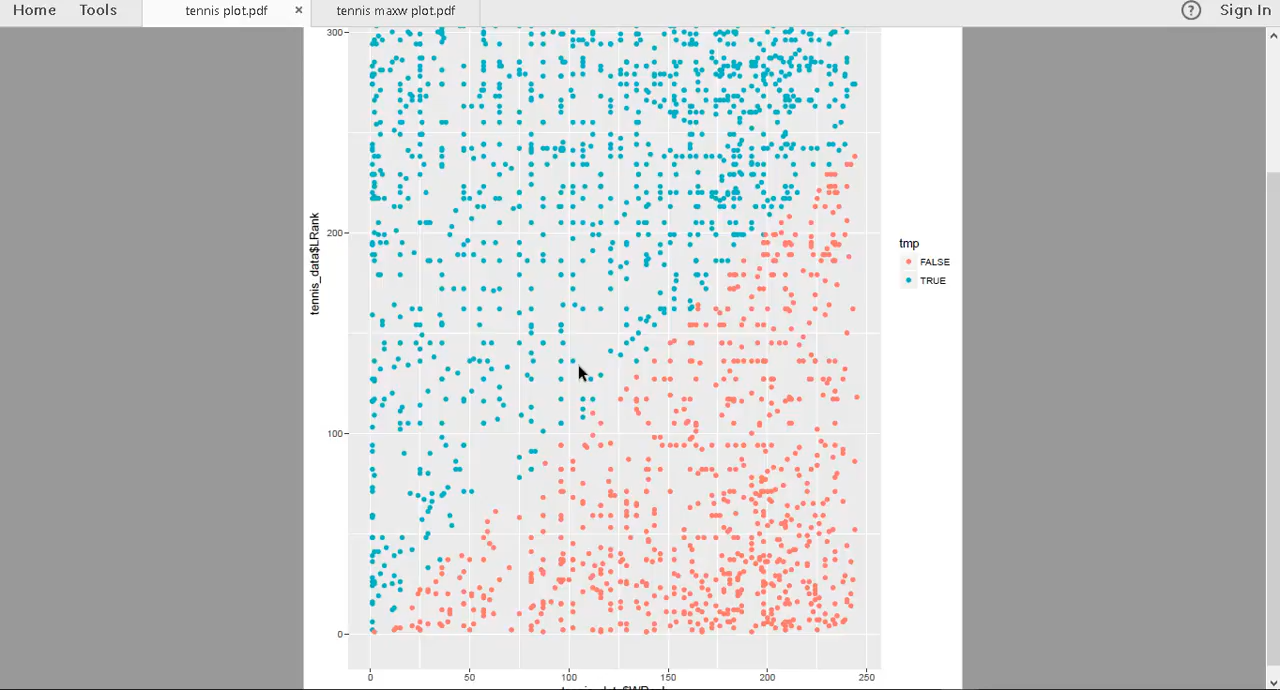 Home Tools tennis plot.pdf × tennis maxw plot.pdf ? Sign In
300
200
100
0
tennis_data$LRank
tmp
FALSE
TRUE
0 50 100 150 200 250